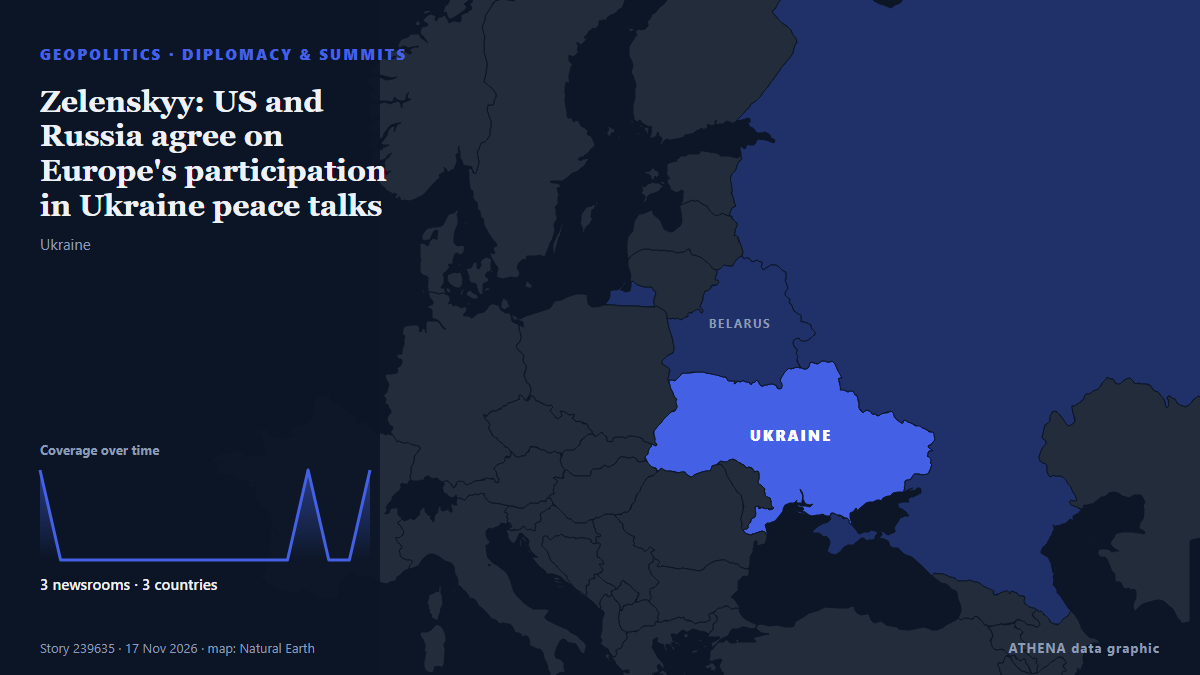 GEOPOLITICS · DIPLOMACY & SUMMITS
Zelenskyy: US and
Russia agree on
Europe's participation
in Ukraine peace talks
Ukraine
BELARUS
UKRAINE
Coverage over time
3 newsrooms · 3 countries
Story 239635 · 17 Nov 2026 · map: Natural Earth
ATHENA data graphic